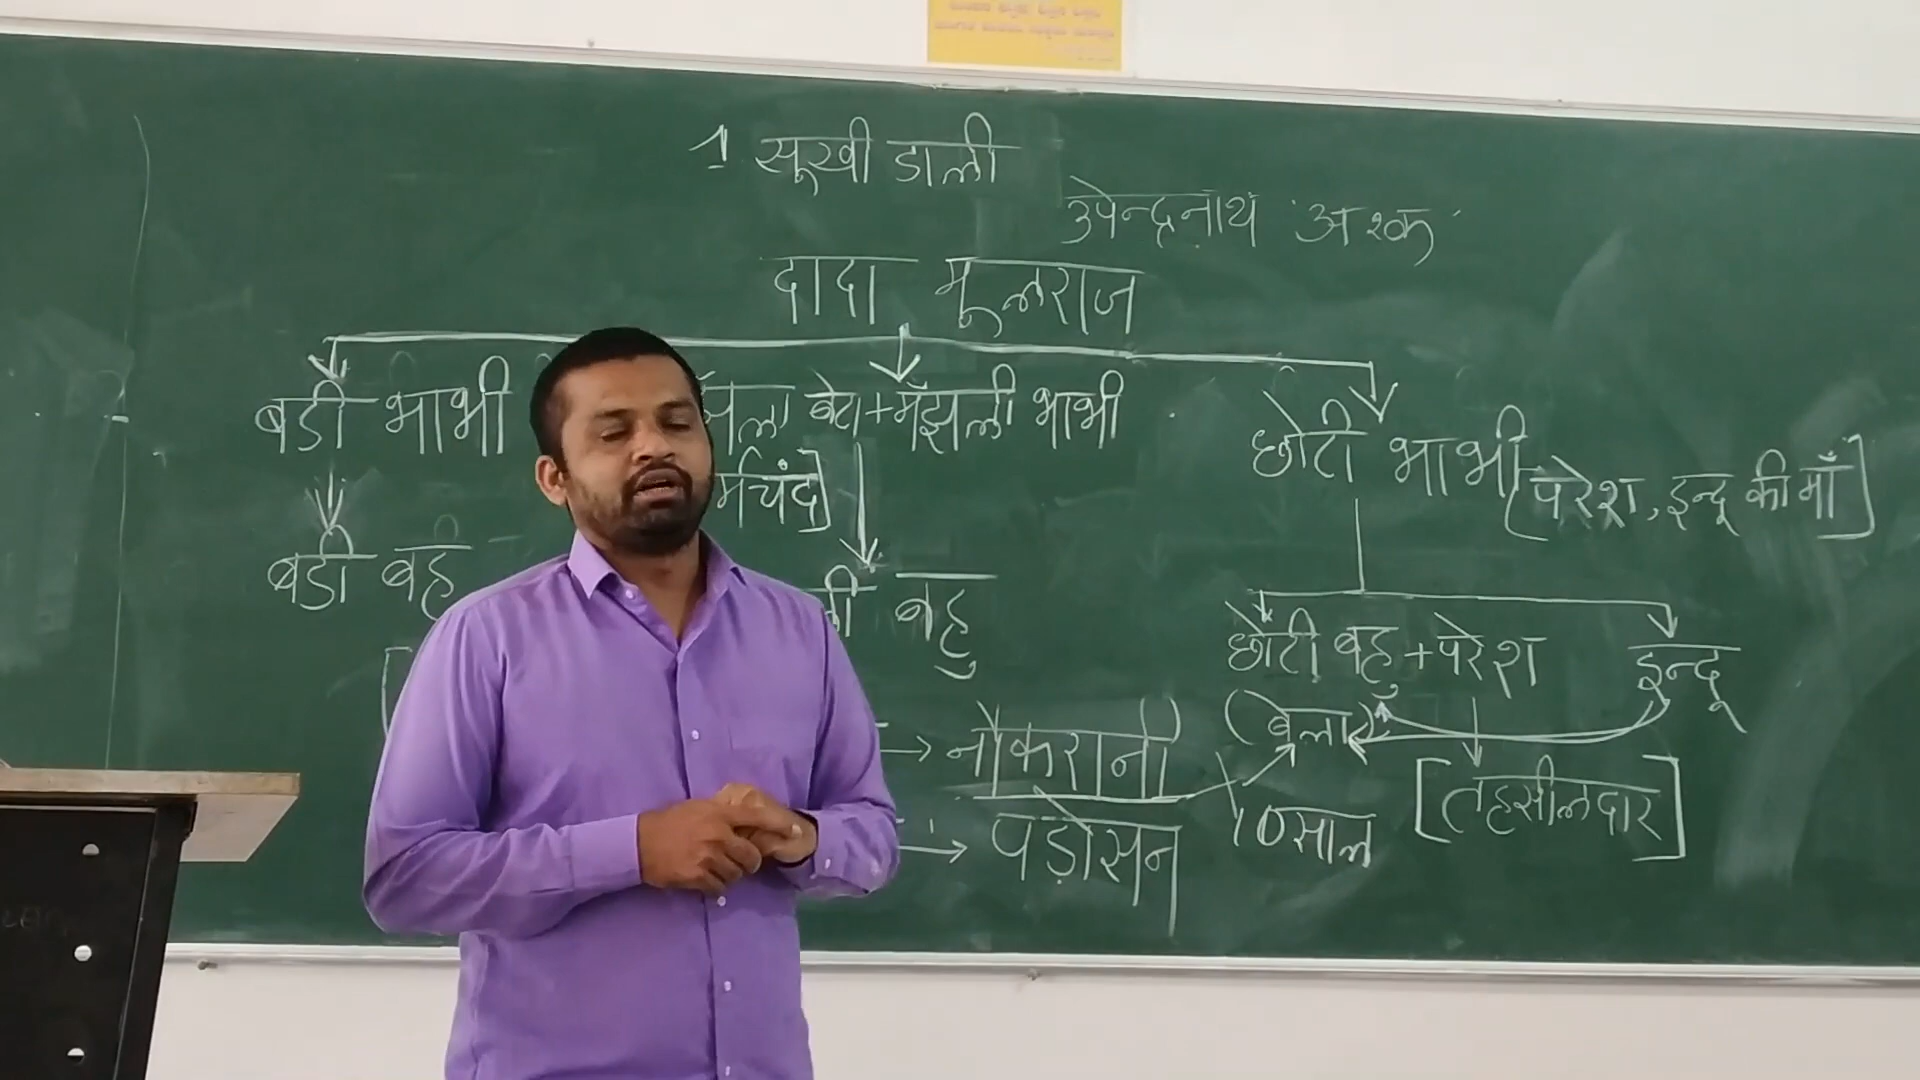 1 सूखी डाली
उपेन्द्रनाथ 'अश्क'
दादा मूलराज
बडी भाभी बेटा+मँझली भाभी
छोटी भाभी [परेश, इन्दू की माँ]
बडी बहु बहु
छोटी बहु+परेश इन्दू
(बेला)
नौकरानी
[तहसीलदार]
10साल
पड़ोसन